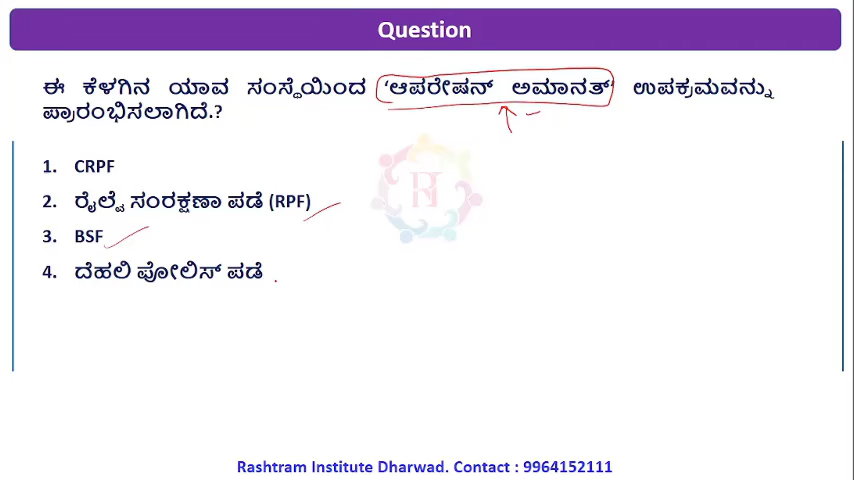 Question
ಈ ಕೆಳಗಿನ ಯಾವ ಸಂಸ್ಥೆಯಿಂದ 'ಆಪರೇಷನ್ ಅಮಾನತ್' ಉಪಕ್ರಮವನ್ನು
ಪ್ರಾರಂಭಿಸಲಾಗಿದೆ.?
1. CRPF
2. ರೈಲ್ವೆ ಸಂರಕ್ಷಣಾ ಪಡೆ (RPF)
3. BSF
4. ದೆಹಲಿ ಪೋಲಿಸ್ ಪಡೆ
Rashtram Institute Dharwad. Contact : 9964152111